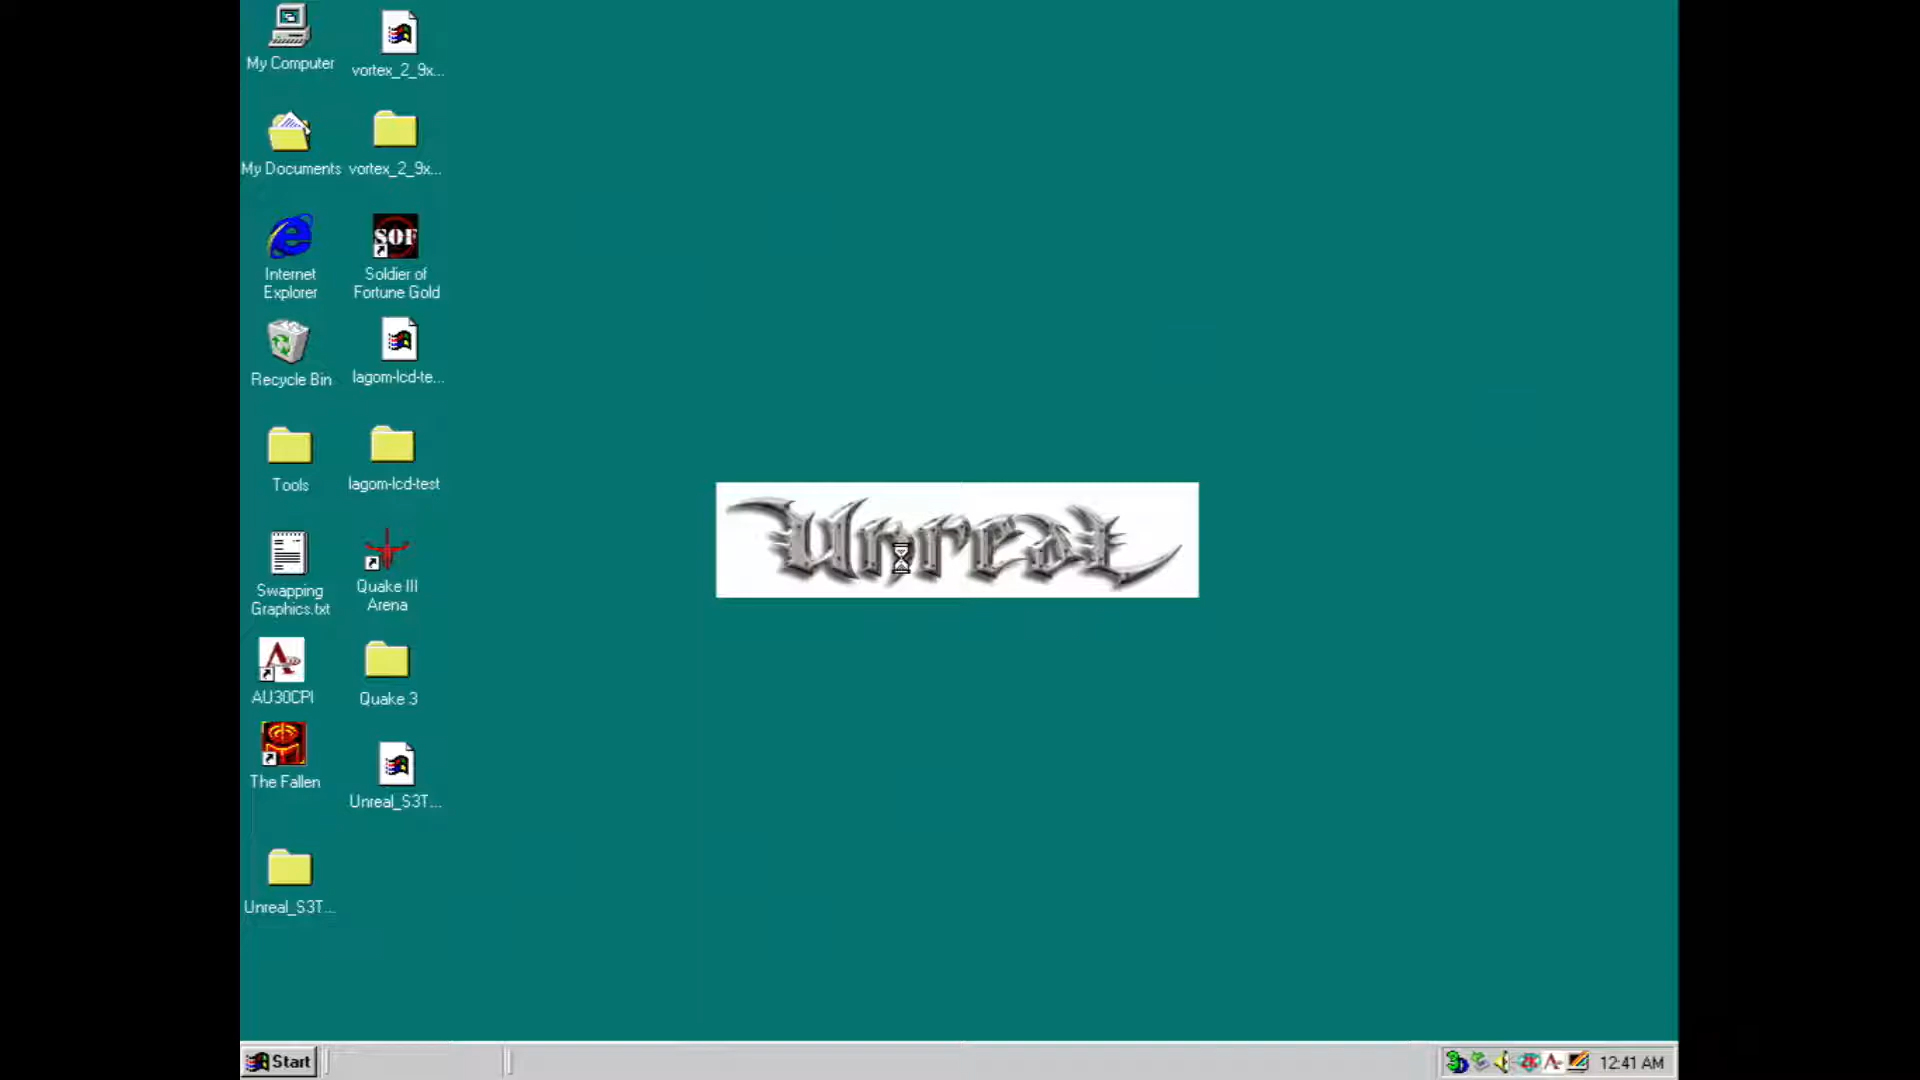 My Computer
vortex_2_9x...
My Documents
vortex_2_9x...
Internet
Explorer
SOF
Soldier of
Fortune Gold
Recycle Bin
lagom-lcd-te...
Tools
lagom-lcd-test
Unreal
Swapping
Graphics.txt
Quake III
Arena
AU30CPI
Quake 3
The Fallen
Unreal_S3T...
Unreal_S3T...
Start
12:41 AM